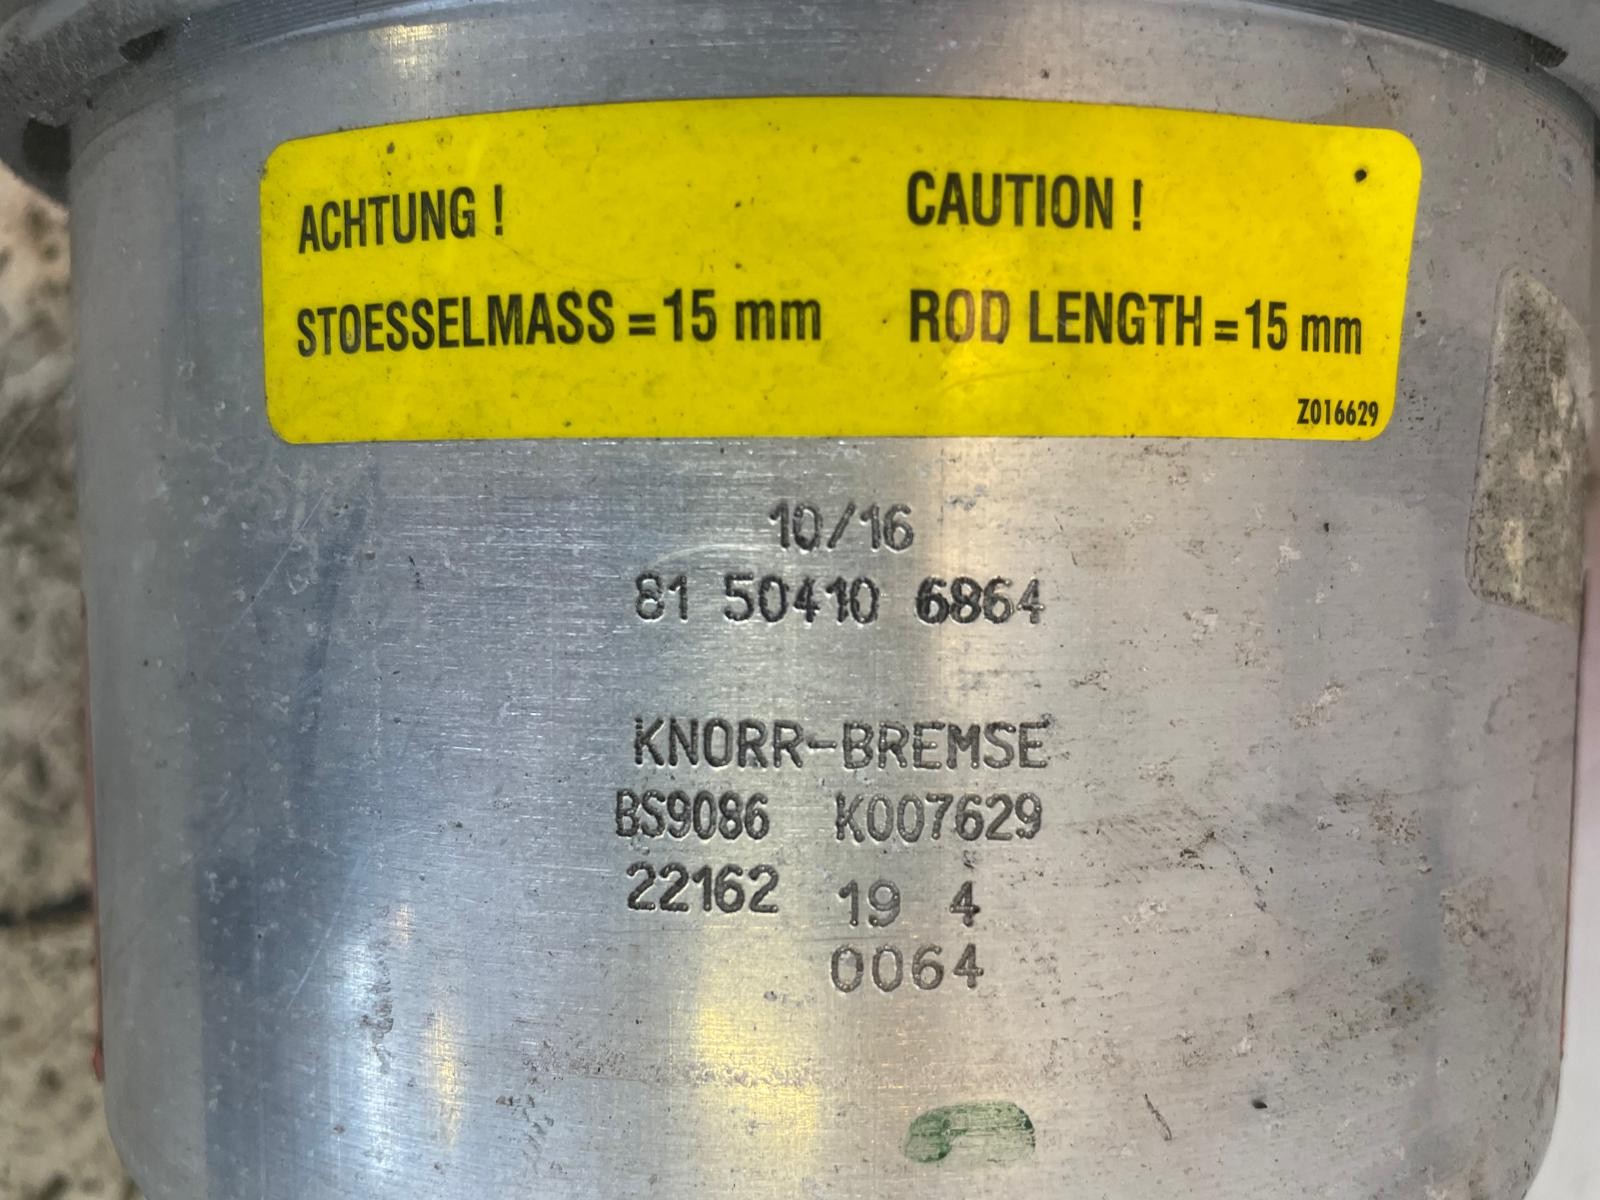 ACHTUNG !
STOESSELMASS = 15 mm
CAUTION !
ROD LENGTH = 15 mm
Z016629
10/16
81 50410 6864
KNORR-BREMSE
BS9086 K007629
22162 19 4
0064